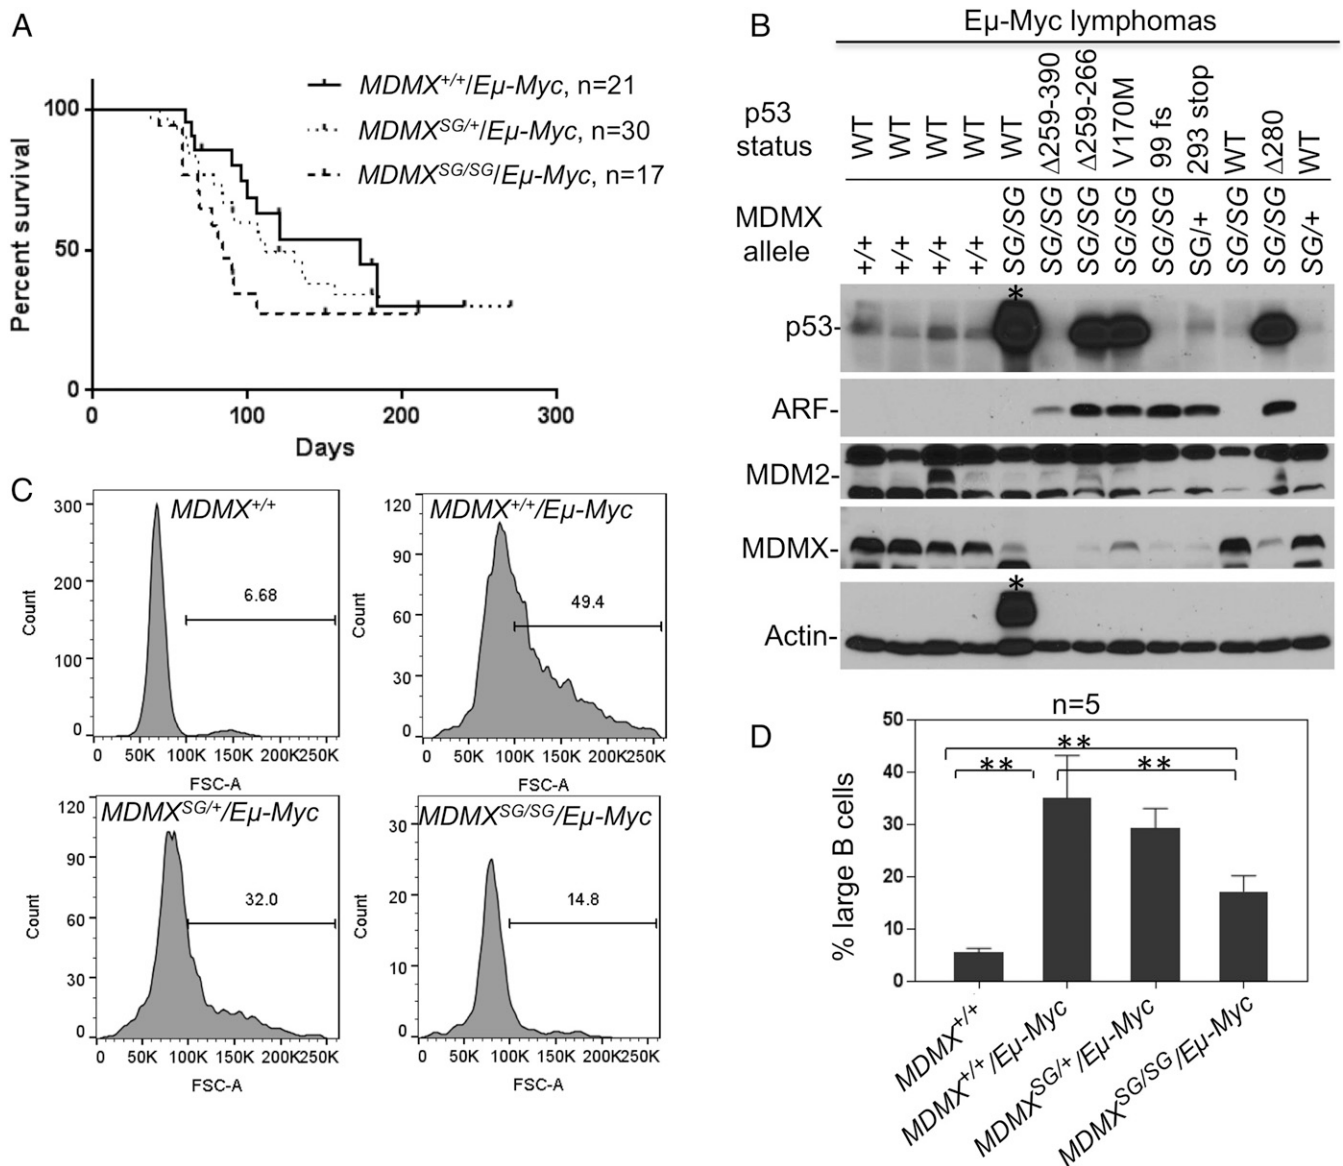 A
MDMX+/+/Eμ-Myc, n=21
MDMXSG/+/Eμ-Myc, n=30
MDMXSG/SG/Eμ-Myc, n=17
Percent survival
100
50
0
0 100 200 300
Days
B
Eμ-Myc lymphomas
p53
status
WT WT WT WT WT Δ259-390 Δ259-266 V170M 99 fs 293 stop WT Δ280 WT
MDMX
allele
+/+ +/+ +/+ +/+ SG/SG SG/SG SG/SG SG/SG SG/SG SG/+ SG/SG SG/SG SG/+
*
p53-
ARF-
MDM2-
MDMX-
*
Actin-
C
MDMX+/+
300
200
100
0
Count
6.68
0 50K 100K 150K 200K 250K
FSC-A
MDMX+/+/Eμ-Myc
120
90
60
30
0
Count
49.4
0 50K 100K 150K 200K 250K
FSC-A
MDMXSG/+/Eμ-Myc
120
90
60
30
0
Count
32.0
0 50K 100K 150K 200K 250K
FSC-A
MDMXSG/SG/Eμ-Myc
30
20
10
0
Count
14.8
0 50K 100K 150K 200K 250K
FSC-A
D
n=5
% large B cells
50
40
30
20
10
0
**
** **
MDMX+/+
MDMX+/+/Eμ-Myc
MDMXSG/+/Eμ-Myc
MDMXSG/SG/Eμ-Myc